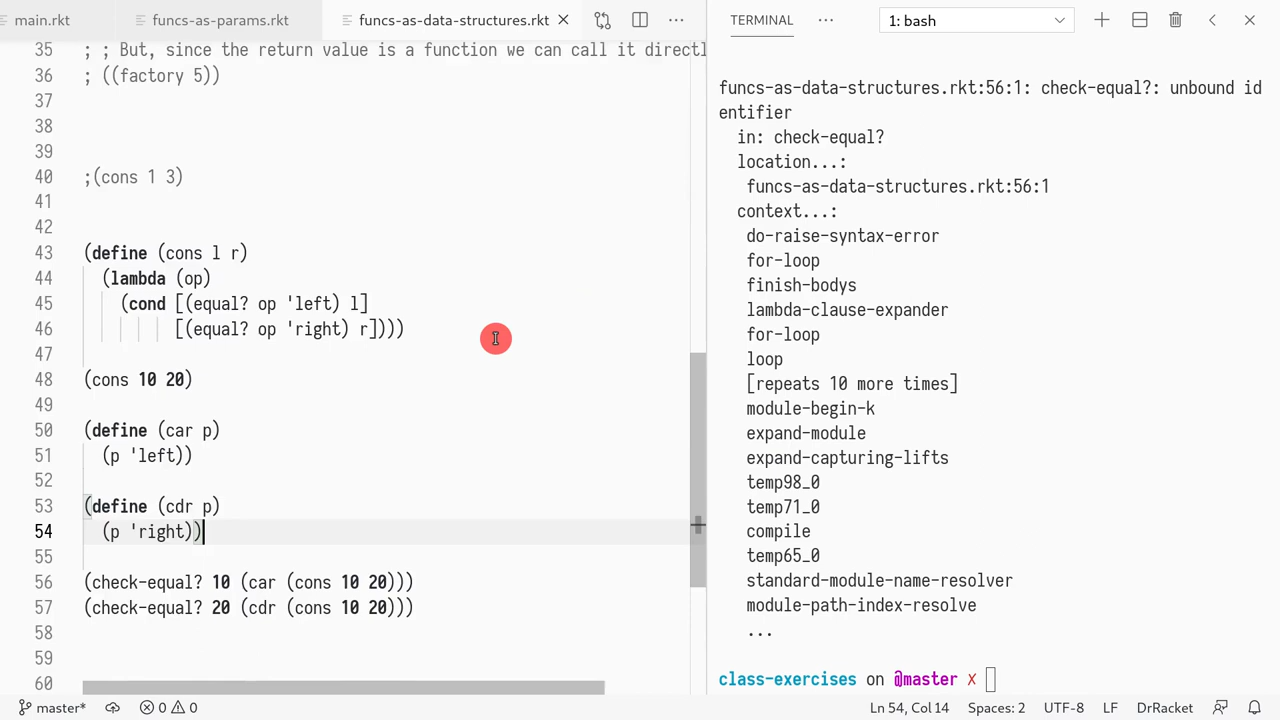 main.rkt
funcs-as-params.rkt
funcs-as-data-structures.rkt
TERMINAL
1: bash
35 ; ; But, since the return value is a function we can call it directl
36 ; ((factory 5))
37
38
39
40 ;(cons 1 3)
41
42
43 (define (cons l r)
44 (lambda (op)
45 (cond [(equal? op 'left) l]
46 [(equal? op 'right) r])))
47
48 (cons 10 20)
49
50 (define (car p)
51 (p 'left))
52
53 (define (cdr p)
54 (p 'right))
55
56 (check-equal? 10 (car (cons 10 20)))
57 (check-equal? 20 (cdr (cons 10 20)))
58
59
60
funcs-as-data-structures.rkt:56:1: check-equal?: unbound id
entifier
in: check-equal?
location...:
funcs-as-data-structures.rkt:56:1
context...:
do-raise-syntax-error
for-loop
finish-bodys
lambda-clause-expander
for-loop
loop
[repeats 10 more times]
module-begin-k
expand-module
expand-capturing-lifts
temp98_0
temp71_0
compile
temp65_0
standard-module-name-resolver
module-path-index-resolve
...
class-exercises on @master ✗
master* 0 0 Ln 54, Col 14 Spaces: 2 UTF-8 LF DrRacket